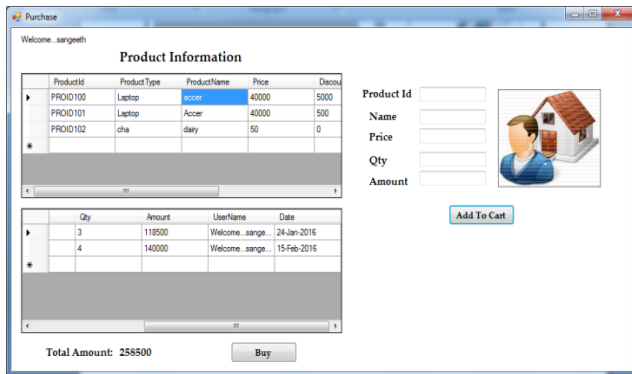 Purchase
Welcome...sangeeth
Product Information
ProductId ProductType ProductName Price Discou
PROID100 Laptop accer 40000 5000
PROID101 Laptop Accer 40000 500
PROID102 cha dairy 50 0
Product Id
Name
Price
Qty
Amount
Add To Cart
Qty Amount UserName Date
3 118500 Welcome...sange... 24-Jan-2016
4 140000 Welcome...sange... 15-Feb-2016
Total Amount: 258500 Buy